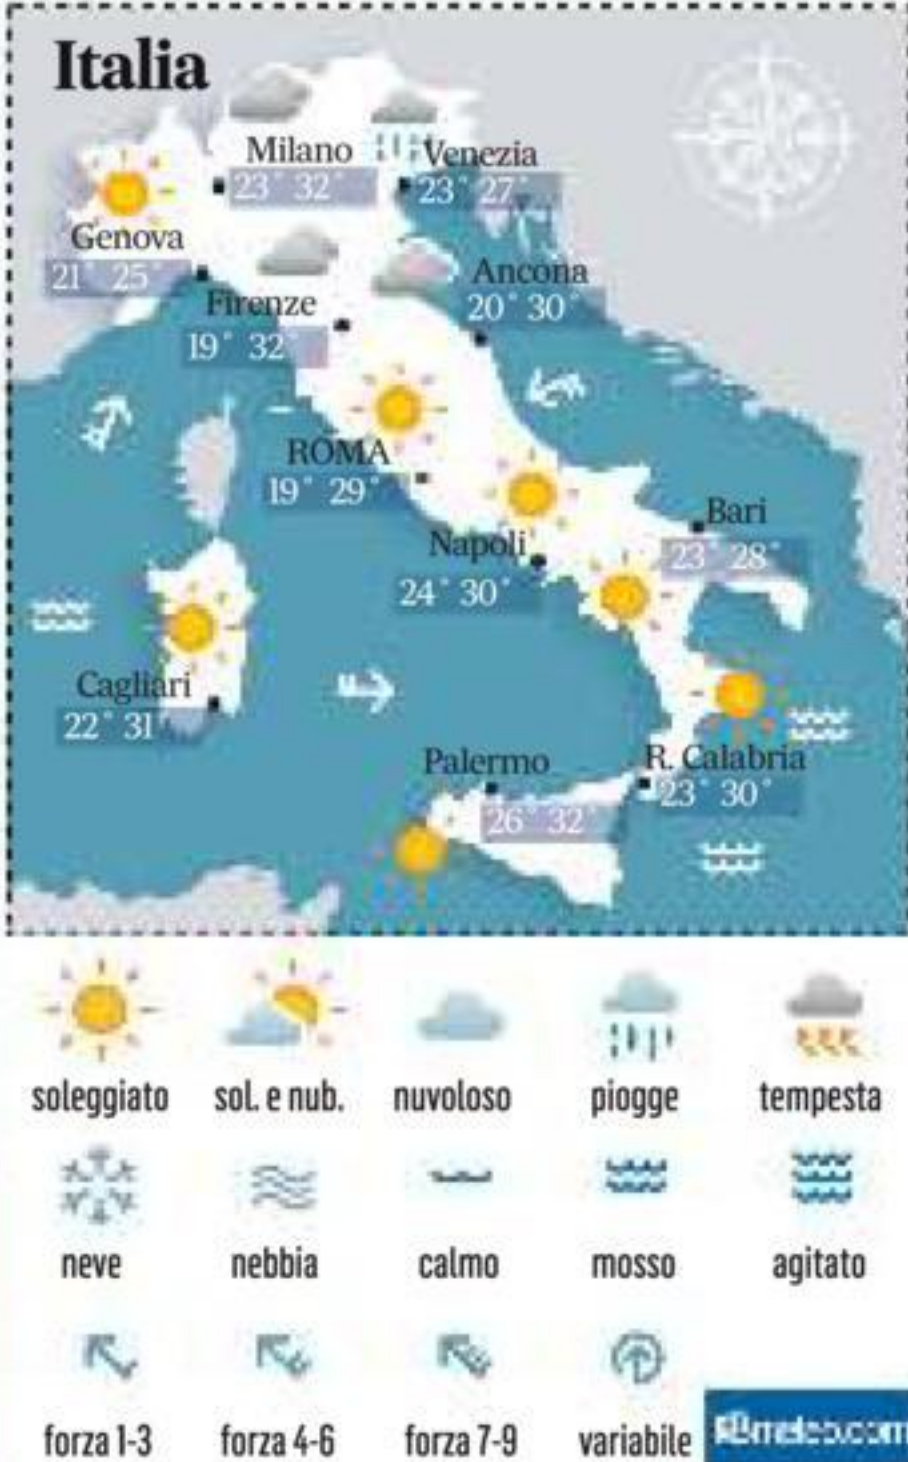 Italia
Milano
23° 32°
Venezia
23° 27°
Genova
21° 25°
Ancona
20° 30°
Firenze
19° 32°
ROMA
19° 29°
Bari
23° 28°
Napoli
24° 30°
Cagliari
22° 31°
Palermo
26° 32°
R. Calabria
23° 30°
soleggiato sol. e nub. nuvoloso piogge tempesta
neve nebbia calmo mosso agitato
forza 1-3 forza 4-6 forza 7-9 variabile